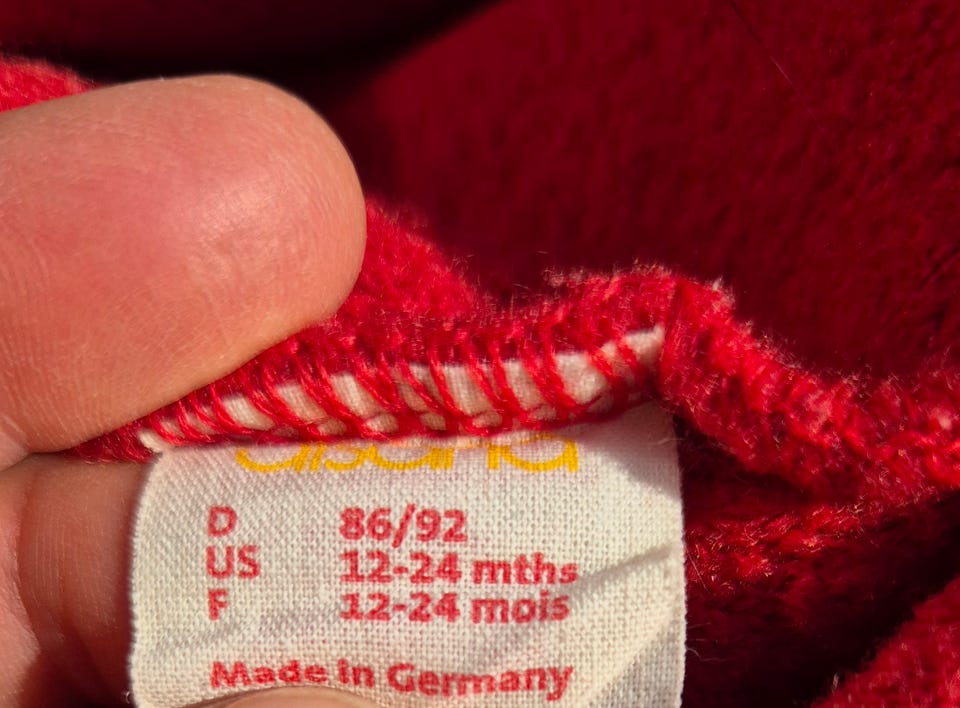 D 86/92
US 12-24 mths
F 12-24 mois
Made in Germany